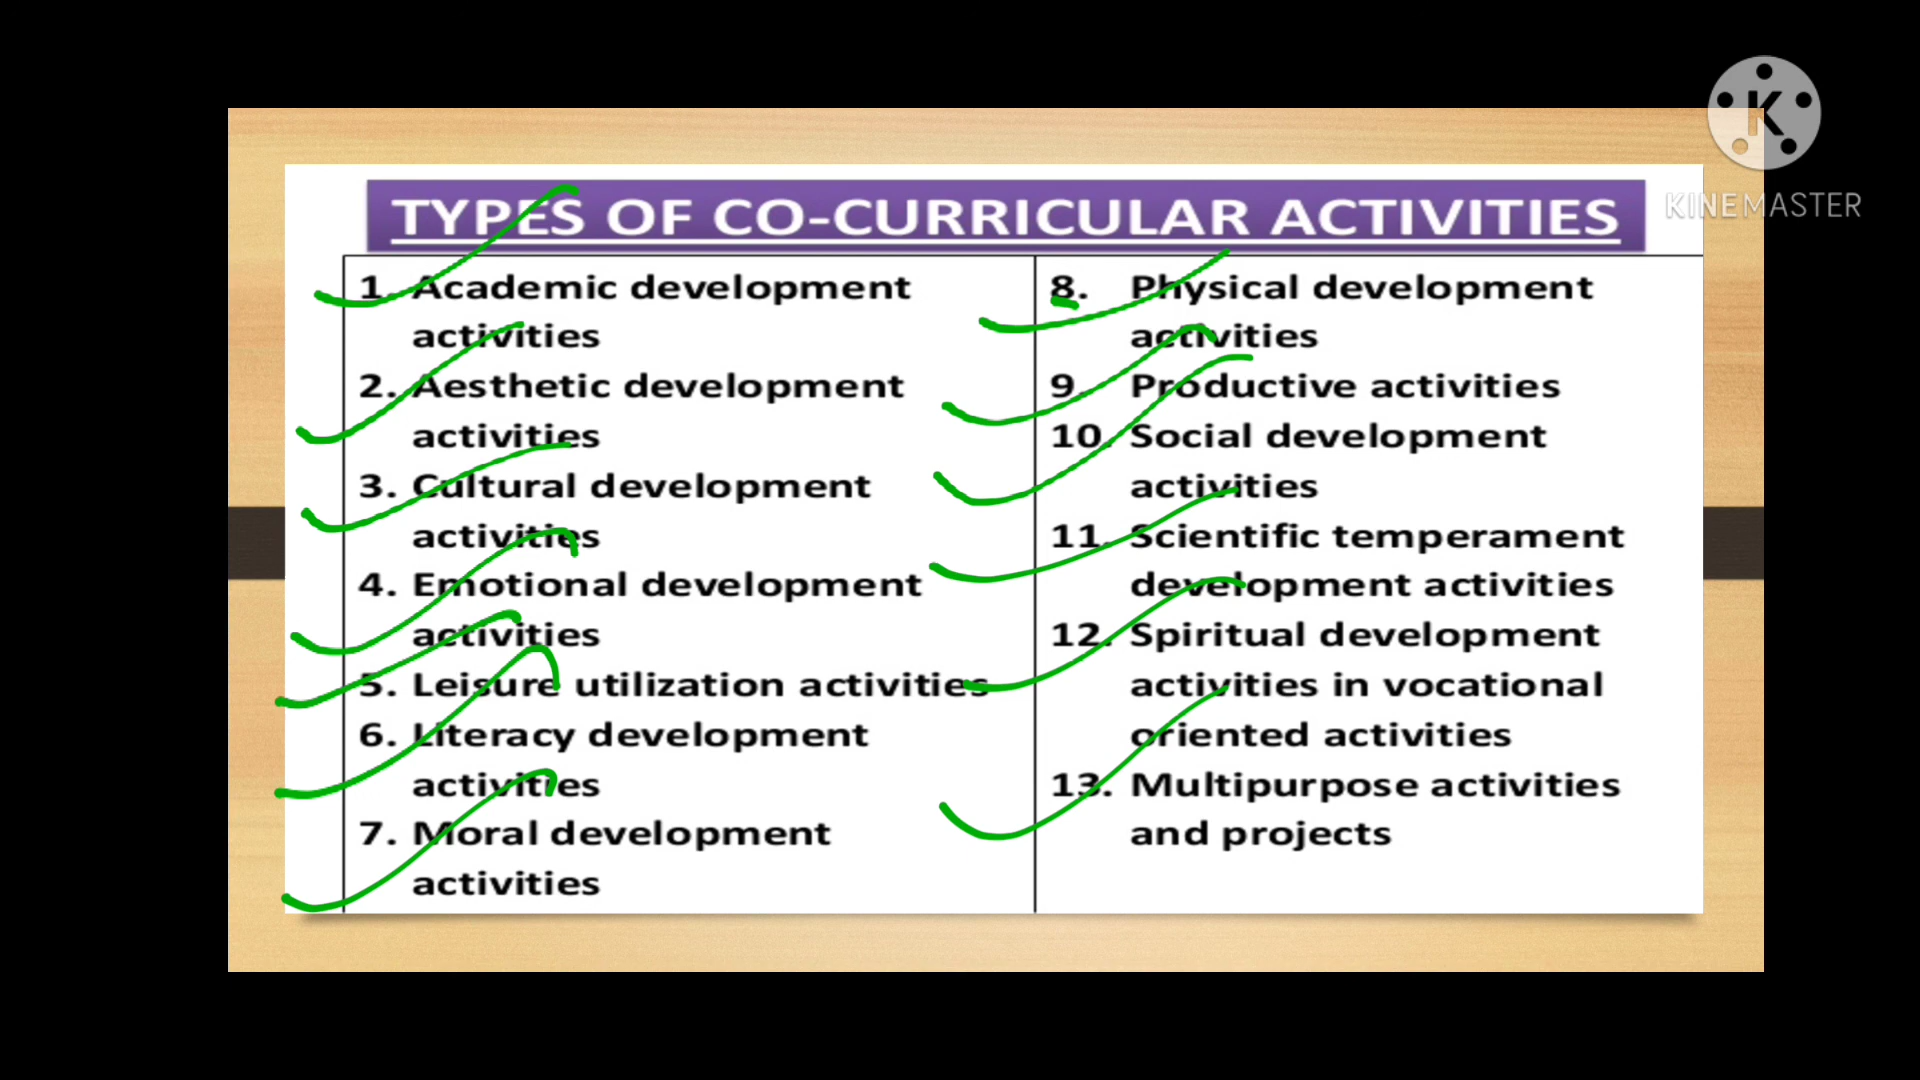 TYPES OF CO-CURRICULAR ACTIVITIES
1. Academic development
activities
2. Aesthetic development
activities
3. Cultural development
activities
4. Emotional development
activities
5. Leisure utilization activities
6. Literacy development
activities
7. Moral development
activities
8. Physical development
activities
9. Productive activities
10. Social development
activities
11. Scientific temperament
development activities
12. Spiritual development
activities in vocational
oriented activities
13. Multipurpose activities
and projects
K
KINEMASTER